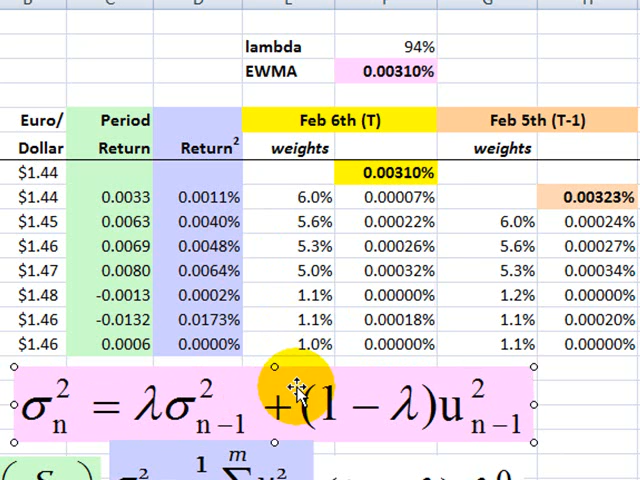 lambda 94%
EWMA 0.00310%
Euro/ Period Feb 6th (T) Feb 5th (T-1)
Dollar Return Return² weights weights
$1.44 0.00310%
$1.44 0.0033 0.0011% 6.0% 0.00007% 0.00323%
$1.45 0.0063 0.0040% 5.6% 0.00022% 6.0% 0.00024%
$1.46 0.0069 0.0048% 5.3% 0.00026% 5.6% 0.00027%
$1.47 0.0080 0.0064% 5.0% 0.00032% 5.3% 0.00034%
$1.48 -0.0013 0.0002% 1.1% 0.00000% 1.2% 0.00000%
$1.46 -0.0132 0.0173% 1.1% 0.00018% 1.1% 0.00020%
$1.46 0.0006 0.0000% 1.0% 0.00000% 1.1% 0.00000%
σ²n = λσ²n−1 + (1 − λ)u²n−1